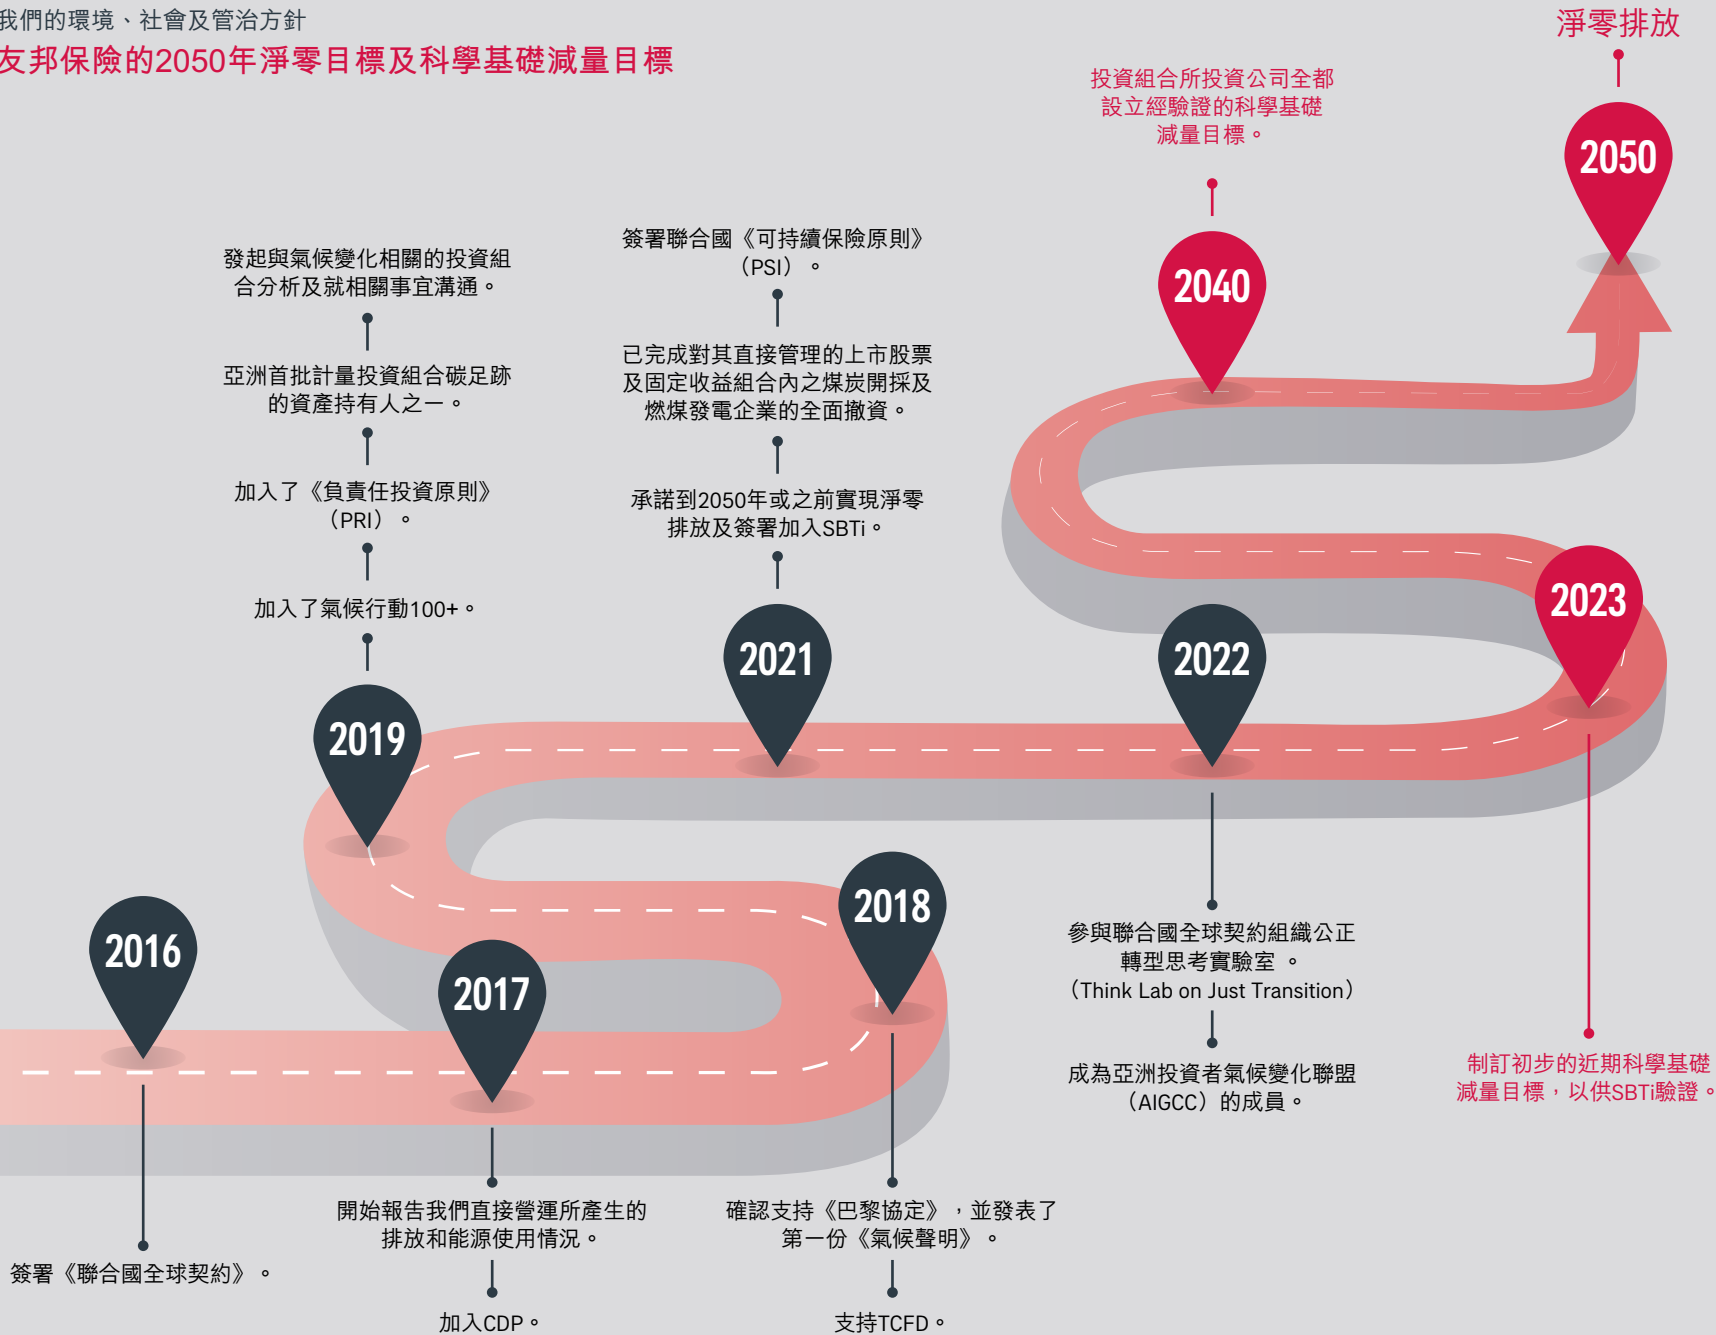 我們的環境、社會及管治方針
友邦保險的2050年淨零目標及科學基礎減量目標
淨零排放
2050
投資組合所投資公司全都
設立經驗證的科學基礎
減量目標。
2040
發起與氣候變化相關的投資組
合分析及就相關事宜溝通。
亞洲首批計量投資組合碳足跡
的資產持有人之一。
加入了《負責任投資原則》
（PRI）。
加入了氣候行動100+。
2019
簽署聯合國《可持續保險原則》
（PSI）。
已完成對其直接管理的上市股票
及固定收益組合內之煤炭開採及
燃煤發電企業的全面撤資。
承諾到2050年或之前實現淨零
排放及簽署加入SBTi。
2021
2022
參與聯合國全球契約組織公正
轉型思考實驗室 。
（Think Lab on Just Transition）
成為亞洲投資者氣候變化聯盟
（AIGCC）的成員。
2023
制訂初步的近期科學基礎
減量目標，以供SBTi驗證。
2016
簽署《聯合國全球契約》。
2017
開始報告我們直接營運所產生的
排放和能源使用情況。
加入CDP。
2018
確認支持《巴黎協定》，並發表了
第一份《氣候聲明》。
支持TCFD。